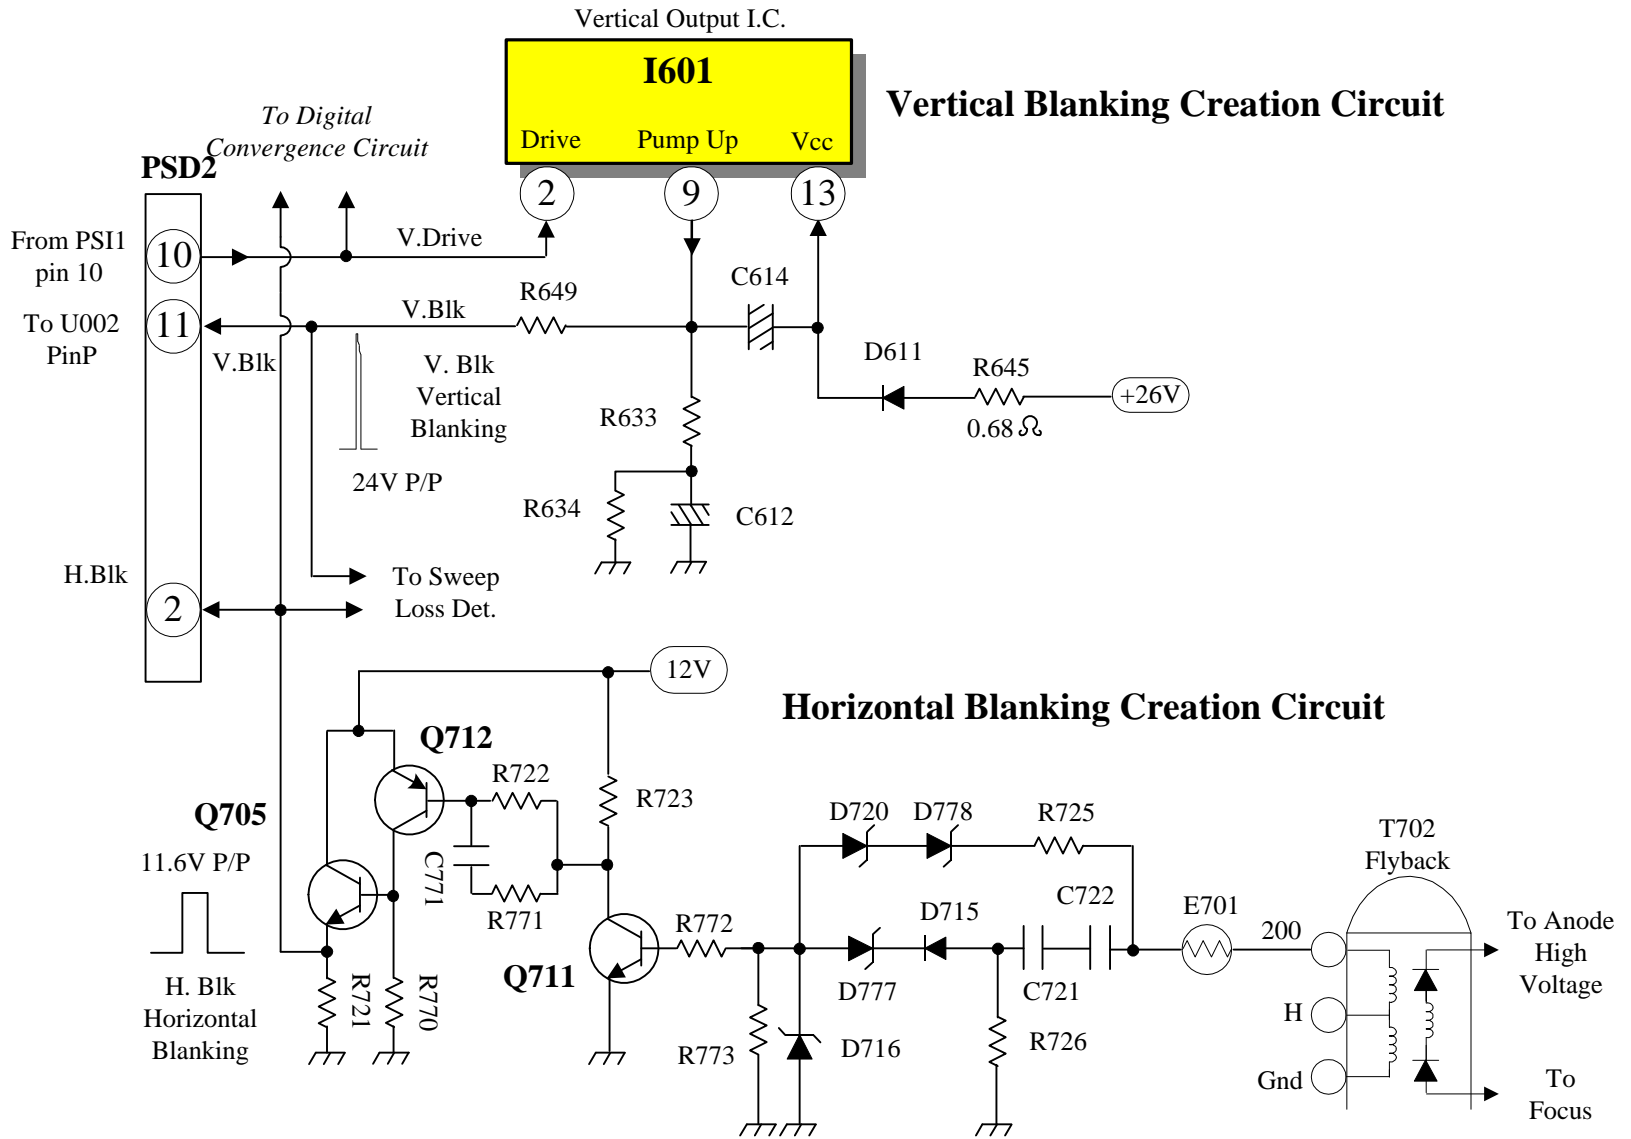 Vertical Output I.C.
I601
Drive
Pump Up
Vcc
2
9
13
Vertical Blanking Creation Circuit
To Digital
Convergence Circuit
PSD2
From PSI1
pin 10
10
V.Drive
To U002
PinP
11
V.Blk
V.Blk
R649
C614
V. Blk
Vertical
Blanking
24V P/P
D611
R645
0.68 Ω
+26V
R633
R634
C612
H.Blk
2
To Sweep
Loss Det.
12V
Horizontal Blanking Creation Circuit
Q712
R722
R723
Q705
11.6V P/P
C771
R771
H. Blk
Horizontal
Blanking
R721
R770
Q711
R772
R773
D720
D778
R725
D777
D715
C722
C721
D716
R726
E701
200
T702
Flyback
H
Gnd
To Anode
High
Voltage
To
Focus